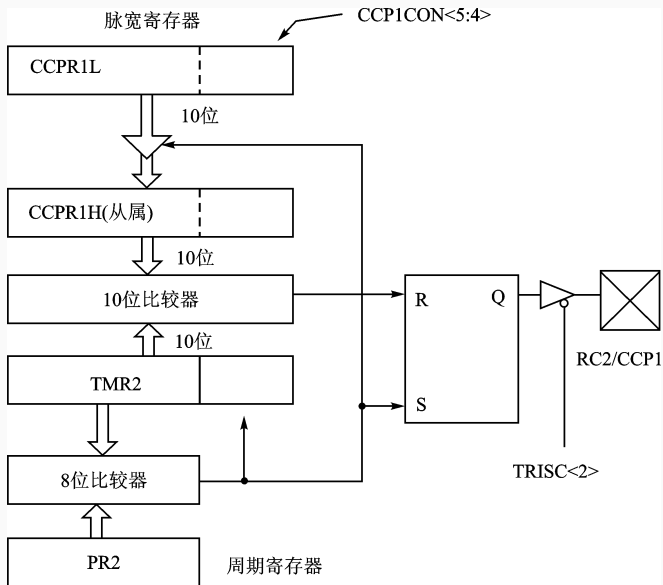 脉宽寄存器
CCP1CON<5:4>
CCPR1L
10位
CCPR1H(从属)
10位
10位比较器
R
Q
10位
RC2/CCP1
TMR2
S
TRISC<2>
8位比较器
PR2
周期寄存器